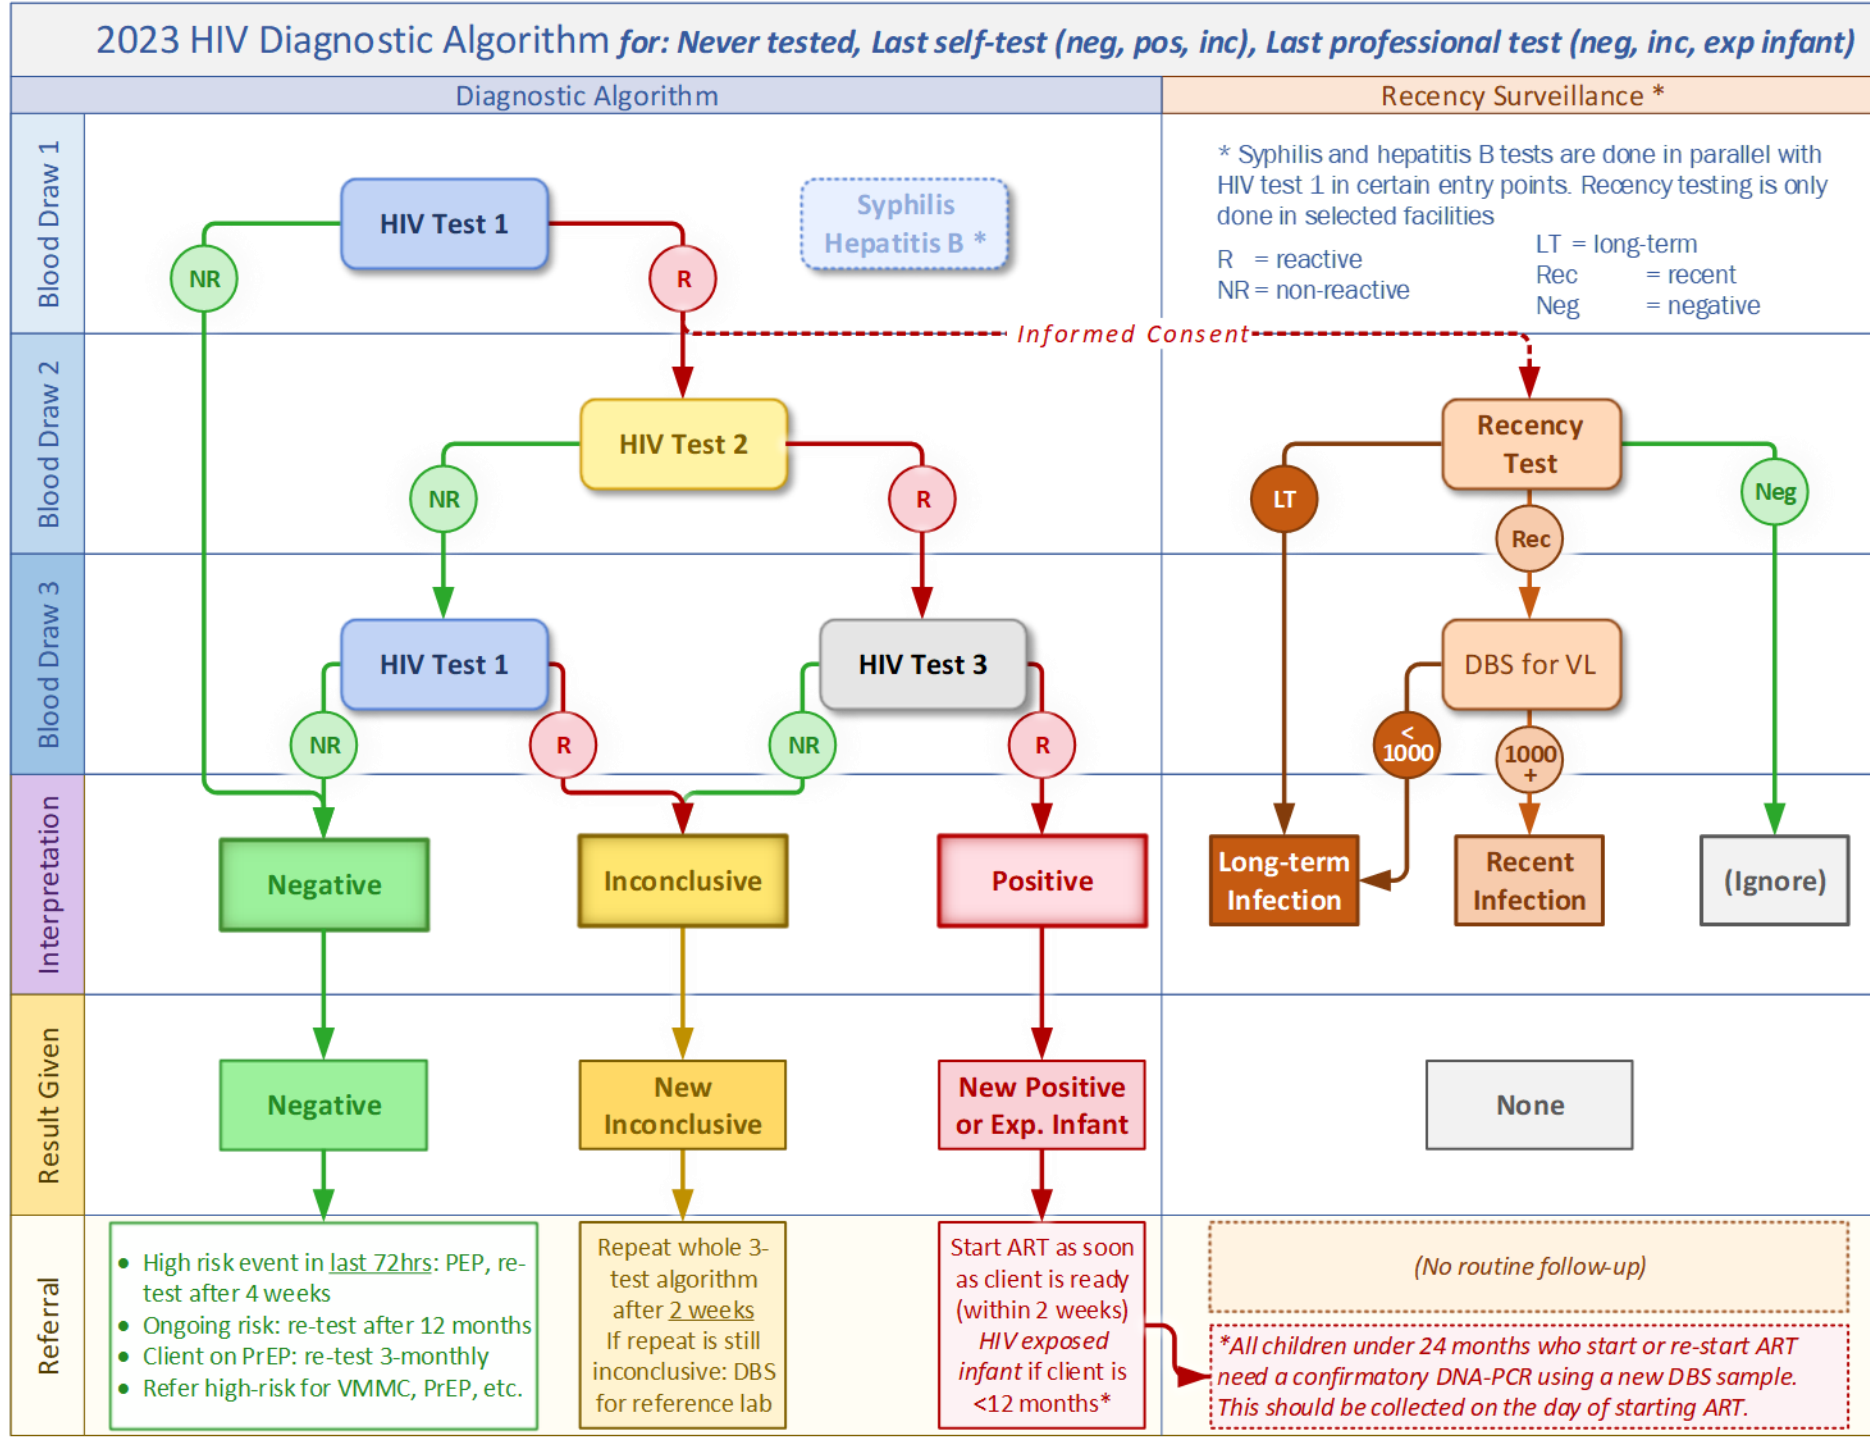 2023 HIV Diagnostic Algorithm for: Never tested, Last self-test (neg, pos, inc), Last professional test (neg, inc, exp infant)
Diagnostic Algorithm
Recency Surveillance *
Blood Draw 1
HIV Test 1
Syphilis
Hepatitis B *
NR
R
* Syphilis and hepatitis B tests are done in parallel with
HIV test 1 in certain entry points. Recency testing is only
done in selected facilities
R = reactive
NR = non-reactive
LT = long-term
Rec = recent
Neg = negative
Informed Consent
Blood Draw 2
HIV Test 2
NR
R
Recency
Test
LT
Rec
Neg
Blood Draw 3
HIV Test 1
HIV Test 3
NR
R
NR
R
DBS for VL
<
1000
1000
+
Interpretation
Negative
Inconclusive
Positive
Long-term
Infection
Recent
Infection
(Ignore)
Result Given
Negative
New
Inconclusive
New Positive
or Exp. Infant
None
Referral
• High risk event in last 72hrs: PEP, re-
test after 4 weeks
• Ongoing risk: re-test after 12 months
• Client on PrEP: re-test 3-monthly
• Refer high-risk for VMMC, PrEP, etc.
Repeat whole 3-
test algorithm
after 2 weeks
If repeat is still
inconclusive: DBS
for reference lab
Start ART as soon
as client is ready
(within 2 weeks)
HIV exposed
infant if client is
<12 months*
(No routine follow-up)
*All children under 24 months who start or re-start ART
need a confirmatory DNA-PCR using a new DBS sample.
This should be collected on the day of starting ART.